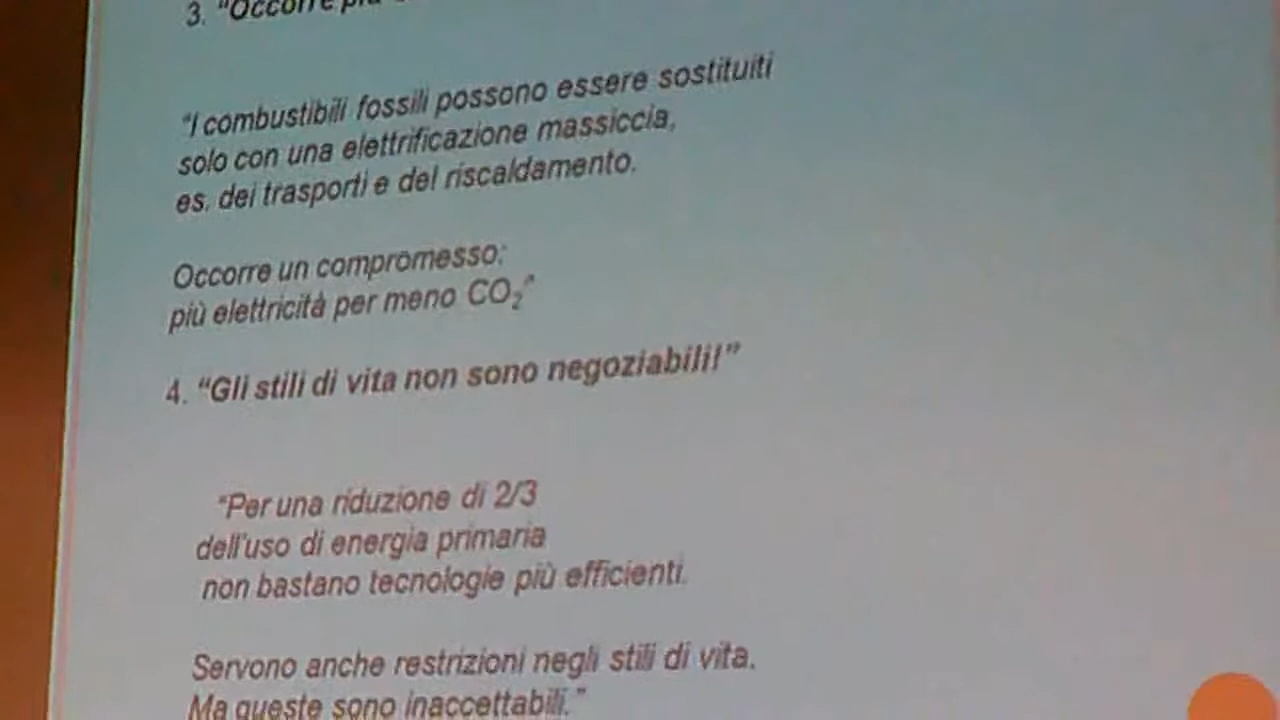 3. "Occorre più
"I combustibili fossili possono essere sostituiti
solo con una elettrificazione massiccia,
es. dei trasporti e del riscaldamento.
Occorre un compromesso:
più elettricità per meno CO₂"
4. "Gli stili di vita non sono negoziabili!"
"Per una riduzione di 2/3
dell'uso di energia primaria
non bastano tecnologie più efficienti.
Servono anche restrizioni negli stili di vita.
Ma queste sono inaccettabili."